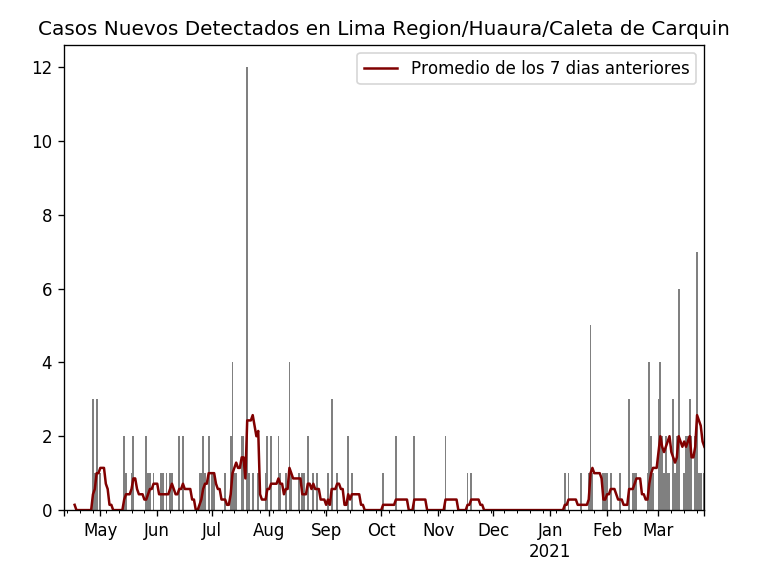 Casos Nuevos Detectados en Lima Region/Huaura/Caleta de Carquin
Promedio de los 7 dias anteriores
12
10
8
6
4
2
0
May Jun Jul Aug Sep Oct Nov Dec Jan Feb Mar
2021